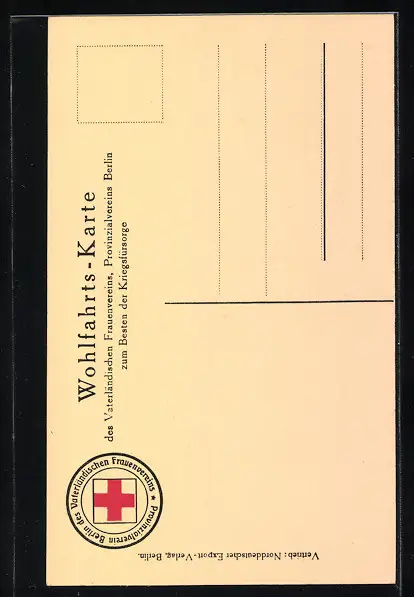 Wohlfahrts-Karte
des Vaterländischen Frauenvereins, Provinzialvereins Berlin
zum Besten der Kriegsfürsorge
Provinzialverein Berlin des Vaterländischen Frauenvereins ★
Vertrieb: Norddeutscher Export-Verlag, Berlin.